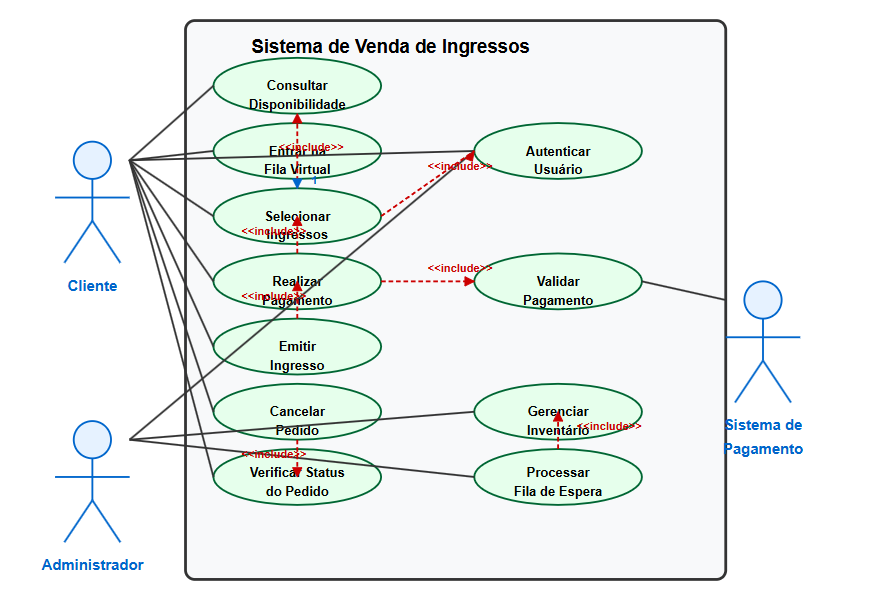 Sistema de Venda de Ingressos
Consultar
Disponibilidade
<<include>>
Entrar na
Fila Virtual
<<include>>
Autenticar
Usuário
Selecionar
Ingressos
<<include>>
Realizar
Pagamento
<<include>>
<<include>>
Validar
Pagamento
Emitir
Ingresso
Cancelar
Pedido
<<include>>
Gerenciar
Inventário
<<include>>
Verificar Status
do Pedido
Processar
Fila de Espera
Cliente
Administrador
Sistema de
Pagamento